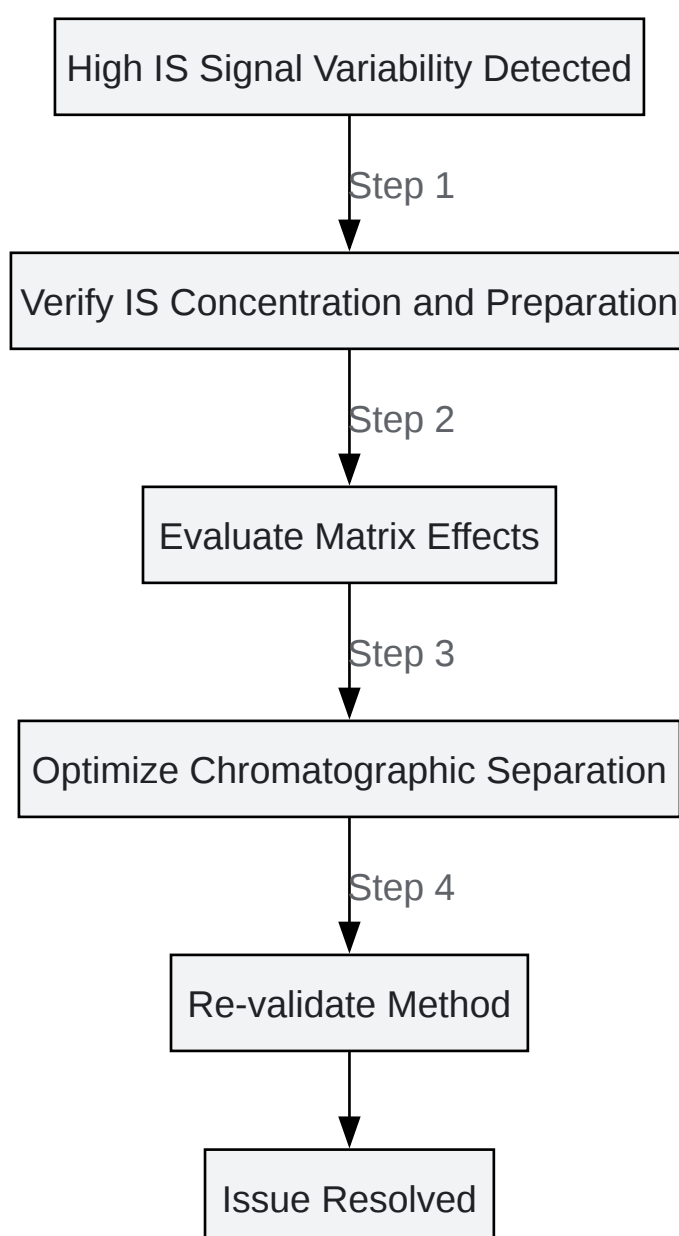 High IS Signal Variability Detected
Step 1
Verify IS Concentration and Preparation
Step 2
Evaluate Matrix Effects
Step 3
Optimize Chromatographic Separation
Step 4
Re-validate Method
Issue Resolved